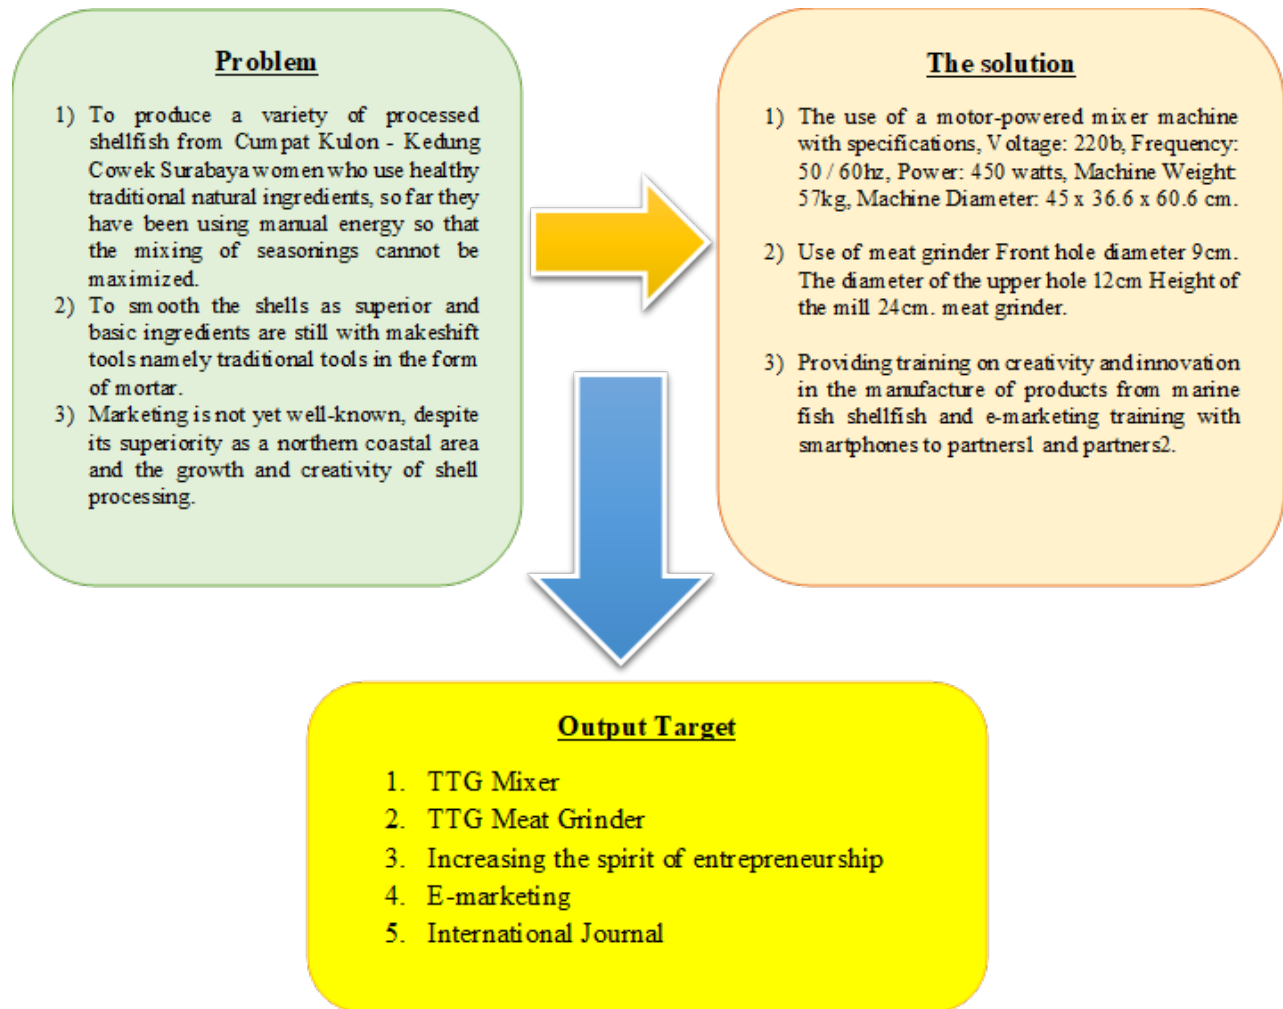 Problem
1) To produce a variety of processed
shellfish from Cumpat Kulon - Kedung
Cowek Surabaya women who use healthy
traditional natural ingredients, so far they
have been using manual energy so that
the mixing of seasonings cannot be
maximized.
2) To smooth the shells as superior and
basic ingredients are still with makeshift
tools namely traditional tools in the form
of mortar.
3) Marketing is not yet well-known, despite
its superiority as a northern coastal area
and the growth and creativity of shell
processing.
The solution
1) The use of a motor-powered mixer machine
with specifications, Voltage: 220b, Frequency:
50 / 60hz, Power: 450 watts, Machine Weight:
57kg, Machine Diameter: 45 x 36.6 x 60.6 cm.
2) Use of meat grinder Front hole diameter 9cm.
The diameter of the upper hole 12cm Height of
the mill 24cm. meat grinder.
3) Providing training on creativity and innovation
in the manufacture of products from marine
fish shellfish and e-marketing training with
smartphones to partners1 and partners2.
Output Target
1. TTG Mixer
2. TTG Meat Grinder
3. Increasing the spirit of entrepreneurship
4. E-marketing
5. International Journal